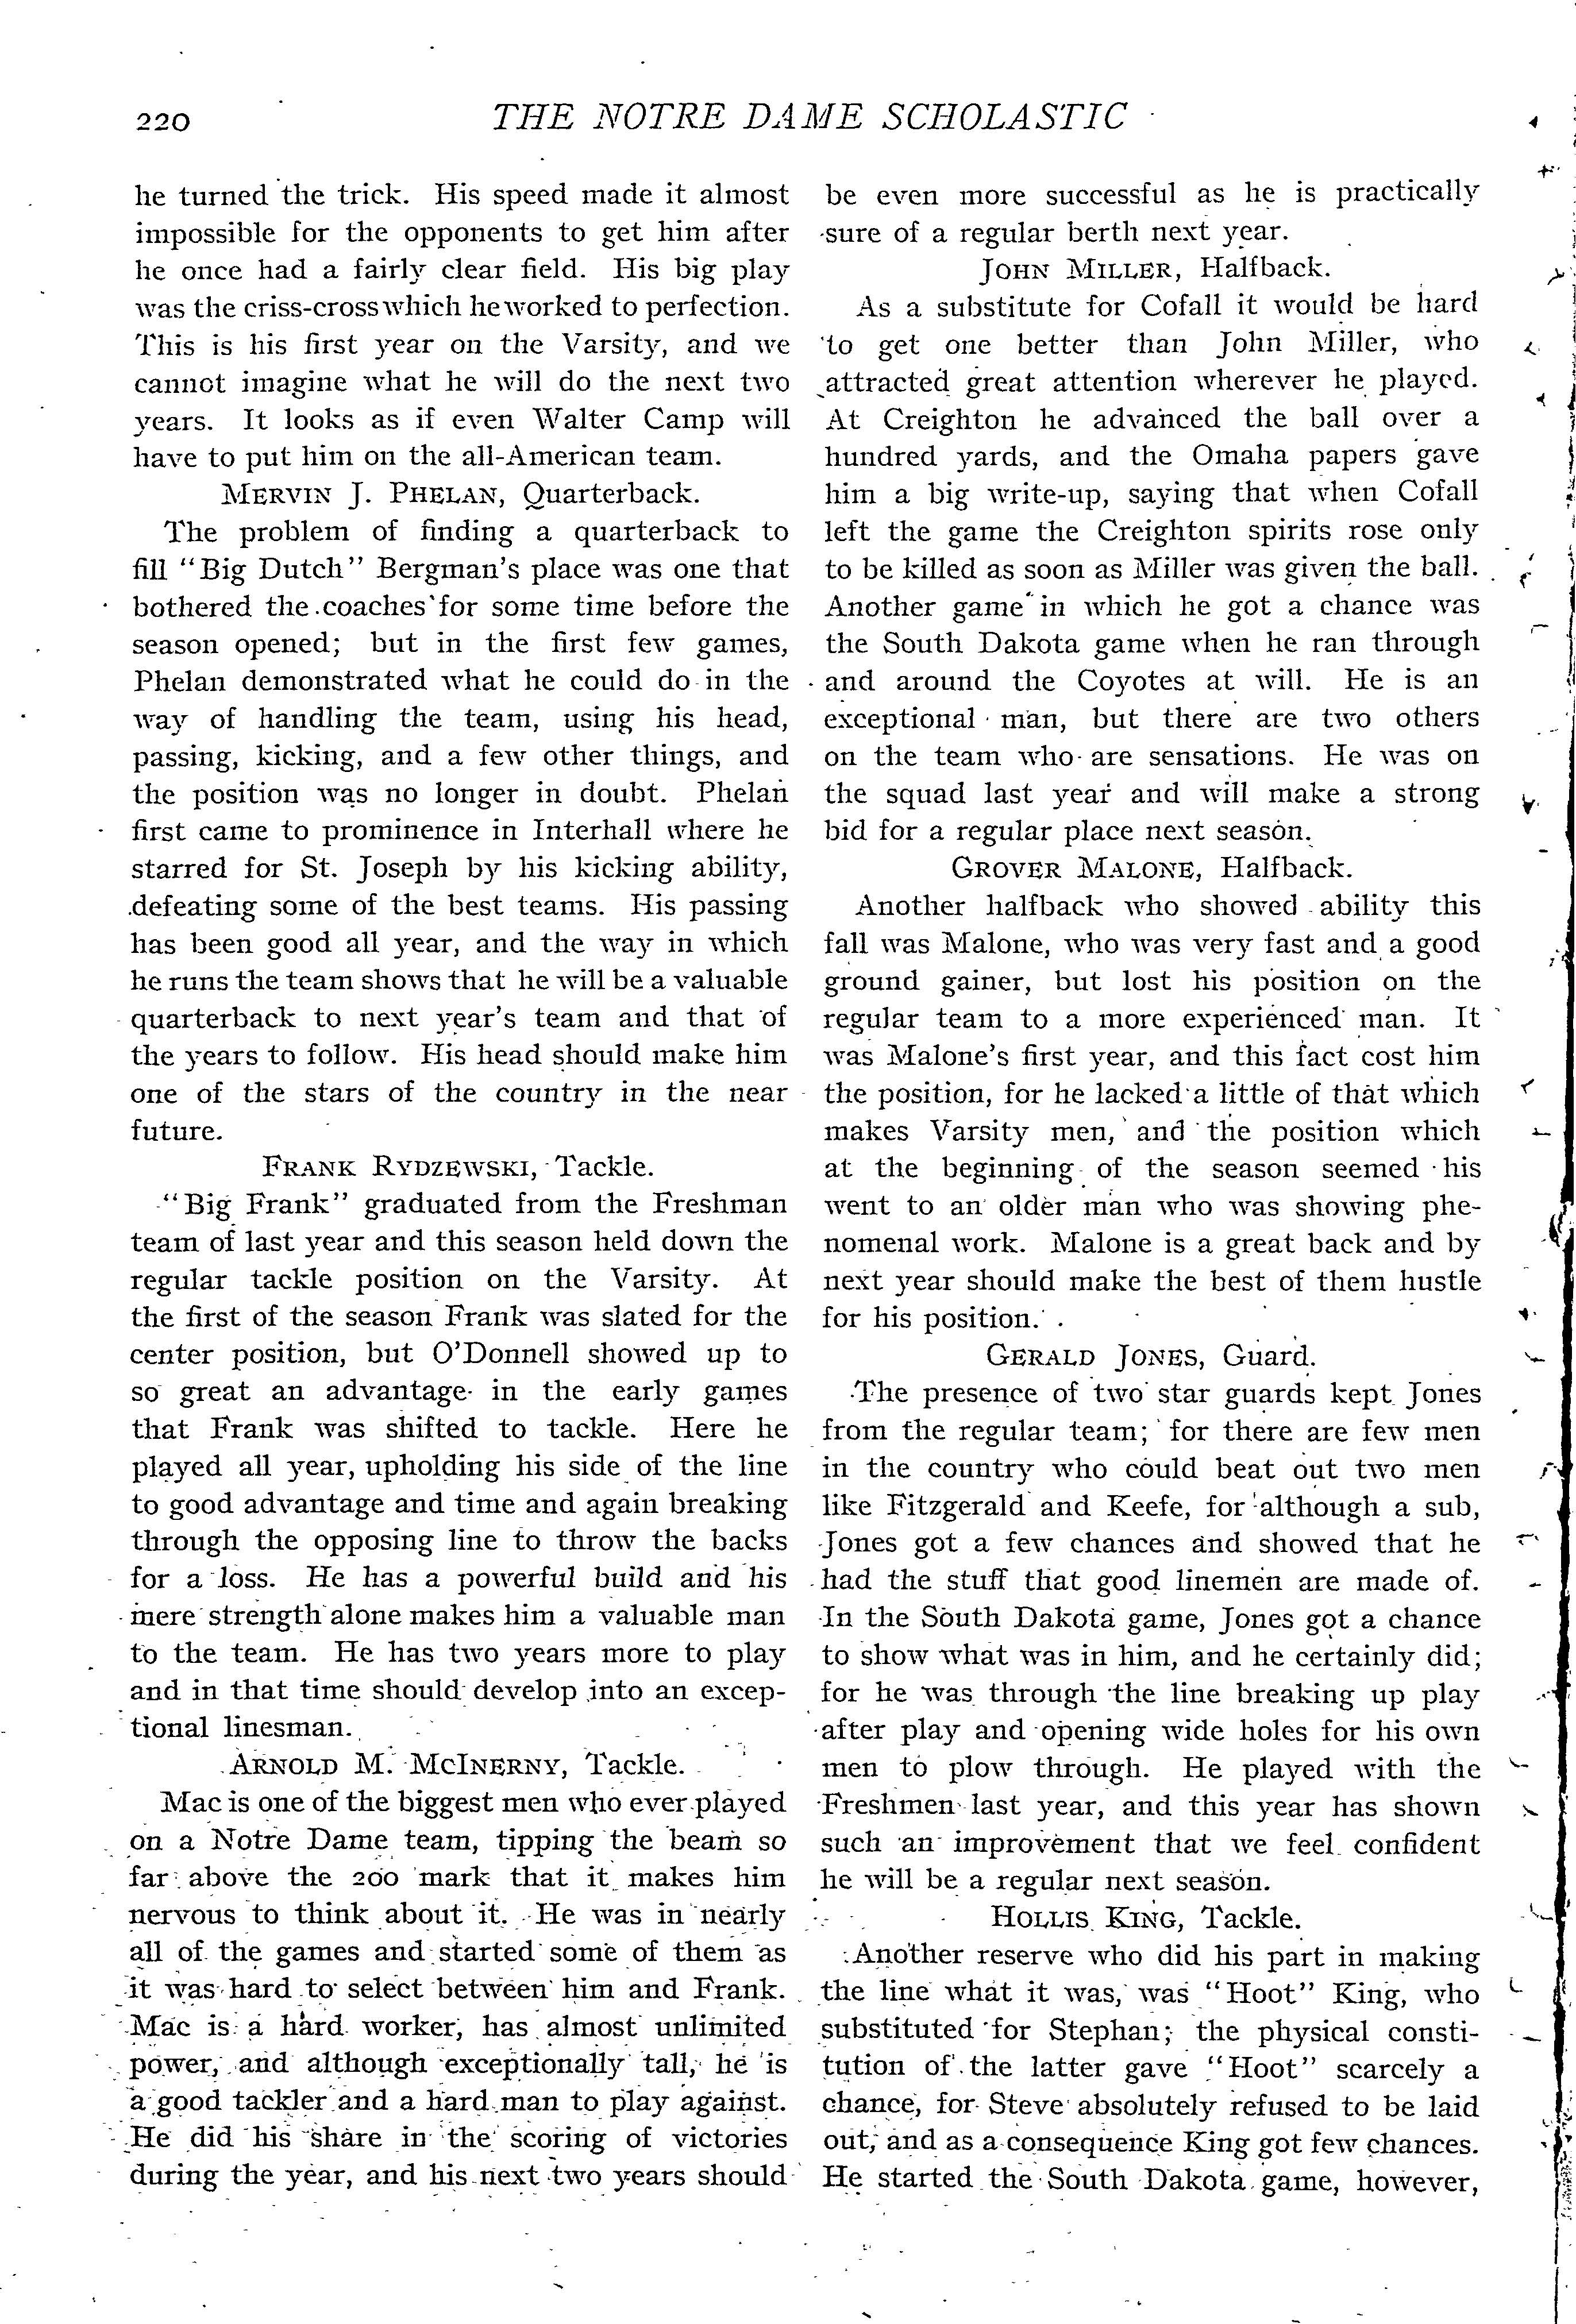 220
THE NOTRE DAME SCHOLASTIC
he turned the trick. His speed made it almost
impossible for the opponents to get him after
he once had a fairly clear field. His big play
was the criss-cross which he worked to perfection.
This is his first year on the Varsity, and we
cannot imagine what he will do the next two
years. It looks as if even Walter Camp will
have to put him on the all-American team.
MERVIN J. PHELAN, Quarterback.
The problem of finding a quarterback to
fill "Big Dutch" Bergman's place was one that
bothered the coaches for some time before the
season opened; but in the first few games,
Phelan demonstrated what he could do in the
way of handling the team, using his head,
passing, kicking, and a few other things, and
the position was no longer in doubt. Phelan
first came to prominence in Interhall where he
starred for St. Joseph by his kicking ability,
defeating some of the best teams. His passing
has been good all year, and the way in which
he runs the team shows that he will be a valuable
quarterback to next year's team and that of
the years to follow. His head should make him
one of the stars of the country in the near
future.
FRANK RYDZEWSKI, Tackle.
"Big Frank" graduated from the Freshman
team of last year and this season held down the
regular tackle position on the Varsity. At
the first of the season Frank was slated for the
center position, but O'Donnell showed up to
so great an advantage in the early games
that Frank was shifted to tackle. Here he
played all year, upholding his side of the line
to good advantage and time and again breaking
through the opposing line to throw the backs
for a loss. He has a powerful build and his
mere strength alone makes him a valuable man
to the team. He has two years more to play
and in that time should develop into an excep-
tional linesman.
ARNOLD M. MCINERNY, Tackle.
Mac is one of the biggest men who ever played
on a Notre Dame team, tipping the beam so
far above the 200 mark that it makes him
nervous to think about it. He was in nearly
all of the games and started some of them as
it was hard to select between him and Frank.
Mac is a hard worker, has almost unlimited
power, and although exceptionally tall, he is
a good tackler and a hard man to play against.
He did his share in the scoring of victories
during the year, and his next two years should
be even more successful as he is practically
sure of a regular berth next year.
JOHN MILLER, Halfback.
As a substitute for Cofall it would be hard
to get one better than John Miller, who
attracted great attention wherever he played.
At Creighton he advanced the ball over a
hundred yards, and the Omaha papers gave
him a big write-up, saying that when Cofall
left the game the Creighton spirits rose only
to be killed as soon as Miller was given the ball.
Another game in which he got a chance was
the South Dakota game when he ran through
and around the Coyotes at will. He is an
exceptional man, but there are two others
on the team who are sensations. He was on
the squad last year and will make a strong
bid for a regular place next season.
GROVER MALONE, Halfback.
Another halfback who showed ability this
fall was Malone, who was very fast and a good
ground gainer, but lost his position on the
regular team to a more experienced man. It
was Malone's first year, and this fact cost him
the position, for he lacked a little of that which
makes Varsity men, and the position which
at the beginning of the season seemed his
went to an older man who was showing phe-
nomenal work. Malone is a great back and by
next year should make the best of them hustle
for his position.
GERALD JONES, Guard.
The presence of two star guards kept Jones
from the regular team; for there are few men
in the country who could beat out two men
like Fitzgerald and Keefe, for although a sub,
Jones got a few chances and showed that he
had the stuff that good linemen are made of.
In the South Dakota game, Jones got a chance
to show what was in him, and he certainly did;
for he was through the line breaking up play
after play and opening wide holes for his own
men to plow through. He played with the
Freshmen last year, and this year has shown
such an improvement that we feel confident
he will be a regular next season.
HOLLIS KING, Tackle.
Another reserve who did his part in making
the line what it was, was "Hoot" King, who
substituted for Stephan; the physical consti-
tution of the latter gave "Hoot" scarcely a
chance, for Steve absolutely refused to be laid
out, and as a consequence King got few chances.
He started the South Dakota game, however,